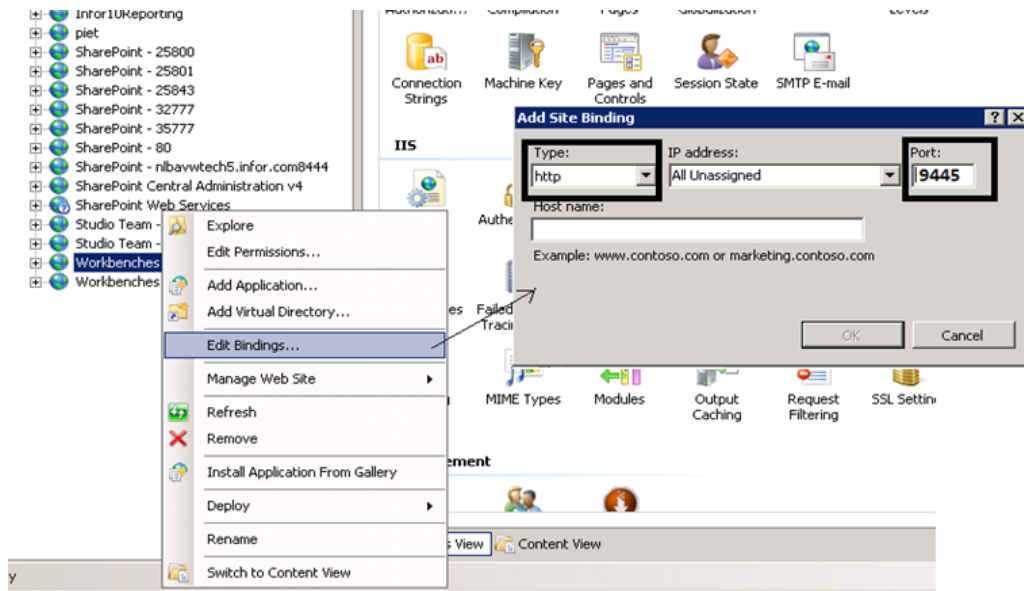 Infor10Reporting
piet
SharePoint - 25800
SharePoint - 25801
SharePoint - 25843
SharePoint - 32777
SharePoint - 35777
SharePoint - 80
SharePoint - nlbavwtech5.infor.com8444
SharePoint Central Administration v4
SharePoint Web Services
Studio Team -
Studio Team -
Workbenches
Workbenches
Explore
Edit Permissions...
Add Application...
Add Virtual Directory...
Edit Bindings...
Manage Web Site
Refresh
Remove
Install Application From Gallery
Deploy
Rename
Switch to Content View
Compilation Pages Globalization
ab
Connection Strings
Machine Key
Pages and Controls
Session State
SMTP E-mail
IIS
Add Site Binding
Type:
IP address:
Port:
http
All Unassigned
9445
Host name:
Example: www.contoso.com or marketing.contoso.com
OK
Cancel
MIME Types
Modules
Output Caching
Request Filtering
View
Content View